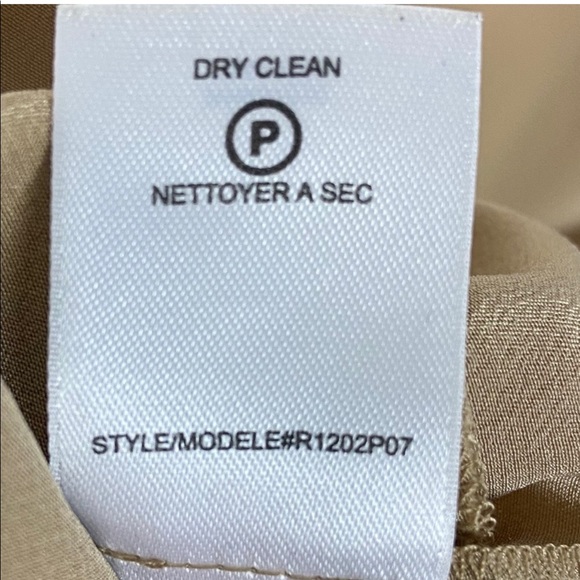 DRY CLEAN
P
NETTOYER A SEC
STYLE/MODELE#R1202P07